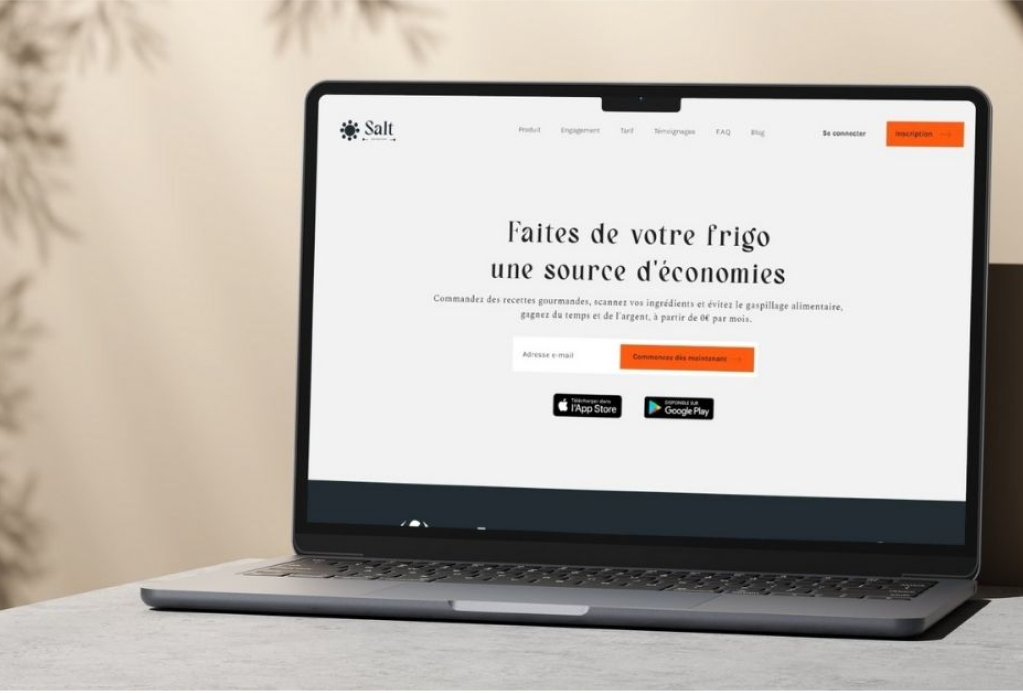 Salt
Produit Engagement Tarif Témoignages FAQ Blog Se connecter Inscription →
Faites de votre frigo
une source d'économies
Commandez des recettes gourmandes, scannez vos ingrédients et évitez le gaspillage alimentaire,
gagnez du temps et de l'argent, à partir de 0€ par mois.
Adresse e-mail
Commencez dès maintenant →
Télécharger dans
l'App Store
DISPONIBLE SUR
Google Play